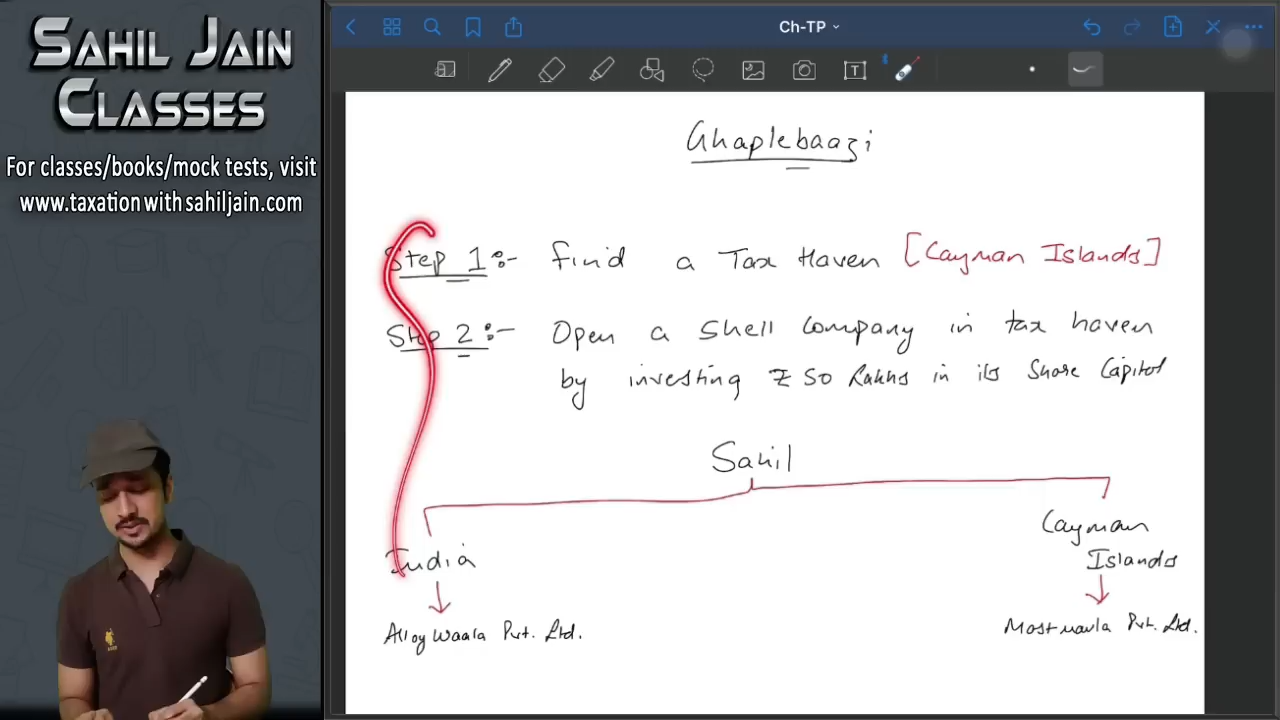 SAHIL JAIN
CLASSES
For classes/books/mock tests, visit
www.taxationwithsahiljain.com
Ch-TP
Ghaplebaazi
Step 1:- Find a Tax Haven [Cayman Islands]
Step 2:- Open a Shell Company in tax haven
by investing ₹ 50 Lakhs in its Share Capital
Sahil
India
Cayman
Islands
Alloy Waala Pvt. Ltd.
Pvt. Ltd.